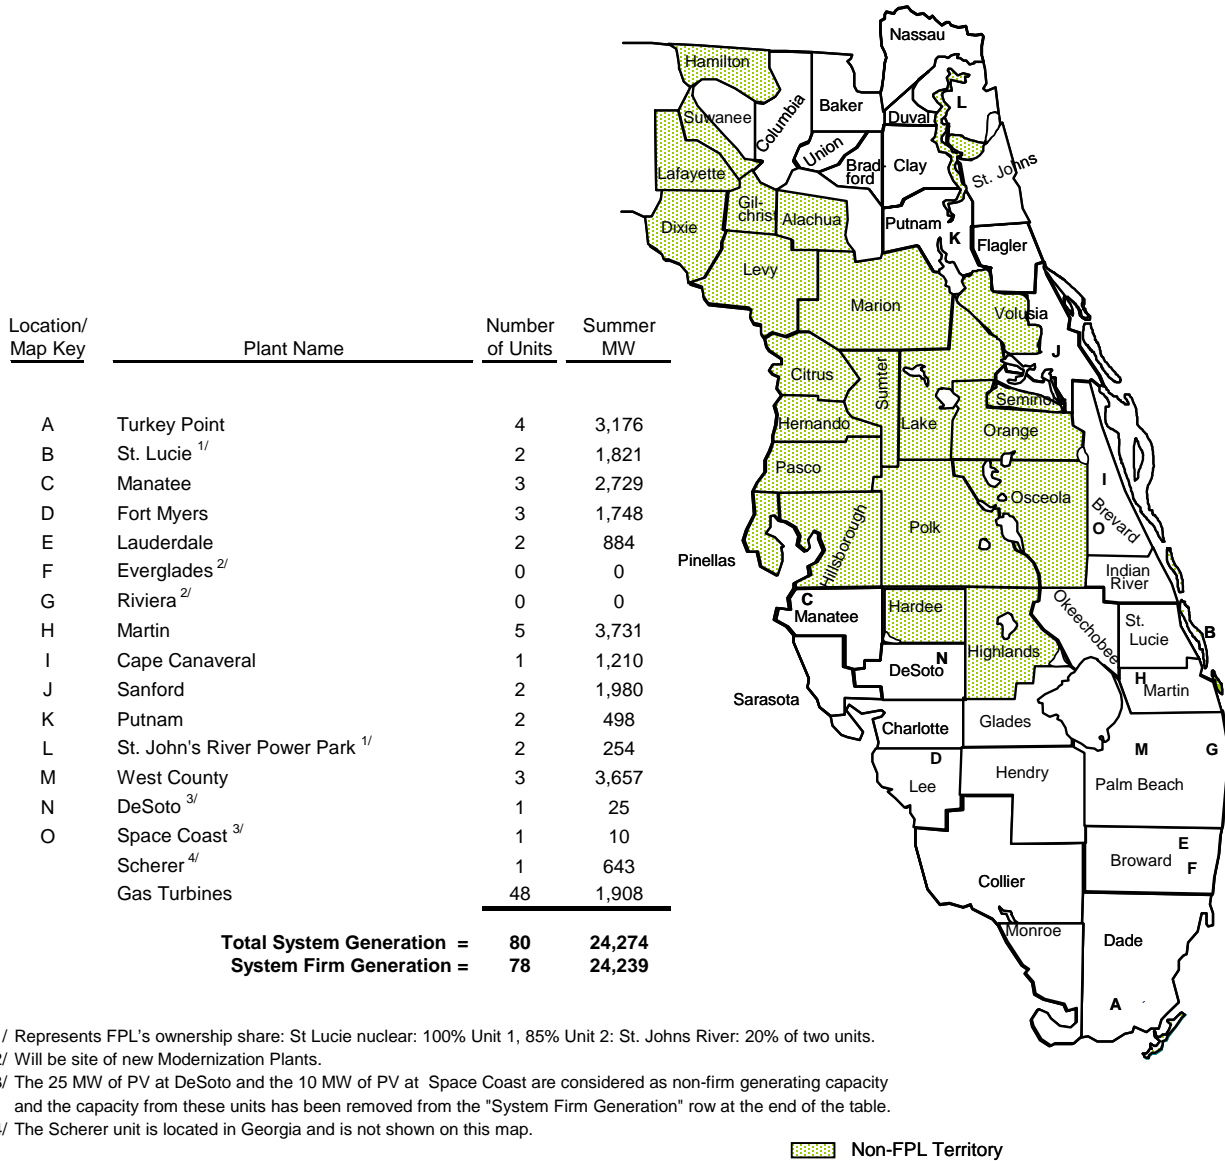 Location/ Map Key Plant Name Number of Units Summer MW
A Turkey Point 4 3,176
B St. Lucie 1/ 2 1,821
C Manatee 3 2,729
D Fort Myers 3 1,748
E Lauderdale 2 884
F Everglades 2/ 0 0
G Riviera 2/ 0 0
H Martin 5 3,731
I Cape Canaveral 1 1,210
J Sanford 2 1,980
K Putnam 2 498
L St. John's River Power Park 1/ 2 254
M West County 3 3,657
N DeSoto 3/ 1 25
O Space Coast 3/ 1 10
Scherer 4/ 1 643
Gas Turbines 48 1,908
Total System Generation = 80 24,274
System Firm Generation = 78 24,239
/ Represents FPL's ownership share: St Lucie nuclear: 100% Unit 1, 85% Unit 2: St. Johns River: 20% of two units.
2/ Will be site of new Modernization Plants.
3/ The 25 MW of PV at DeSoto and the 10 MW of PV at Space Coast are considered as non-firm generating capacity
and the capacity from these units has been removed from the "System Firm Generation" row at the end of the table.
4/ The Scherer unit is located in Georgia and is not shown on this map.
Nassau
Hamilton
Baker
Columbia
L
Suwanee
Duval
Union
Brad-
ford
Clay
St. Johns
Lafayette
Gil-
christ
Alachua
Putnam
K
Dixie
Flagler
Levy
Marion
Volusia
J
Citrus
Sumter
Seminole
Hernando
Lake
Orange
Pasco
I
Osceola
Brevard
O
Polk
Hillsborough
Pinellas
Indian
River
C
Manatee
Hardee
Okeechobee
St.
Lucie
B
Highlands
N
DeSoto
H
Martin
Sarasota
Charlotte
Glades
M
G
D
Lee
Hendry
Palm Beach
E
Broward
F
Collier
Monroe
Dade
A
Non-FPL Territory